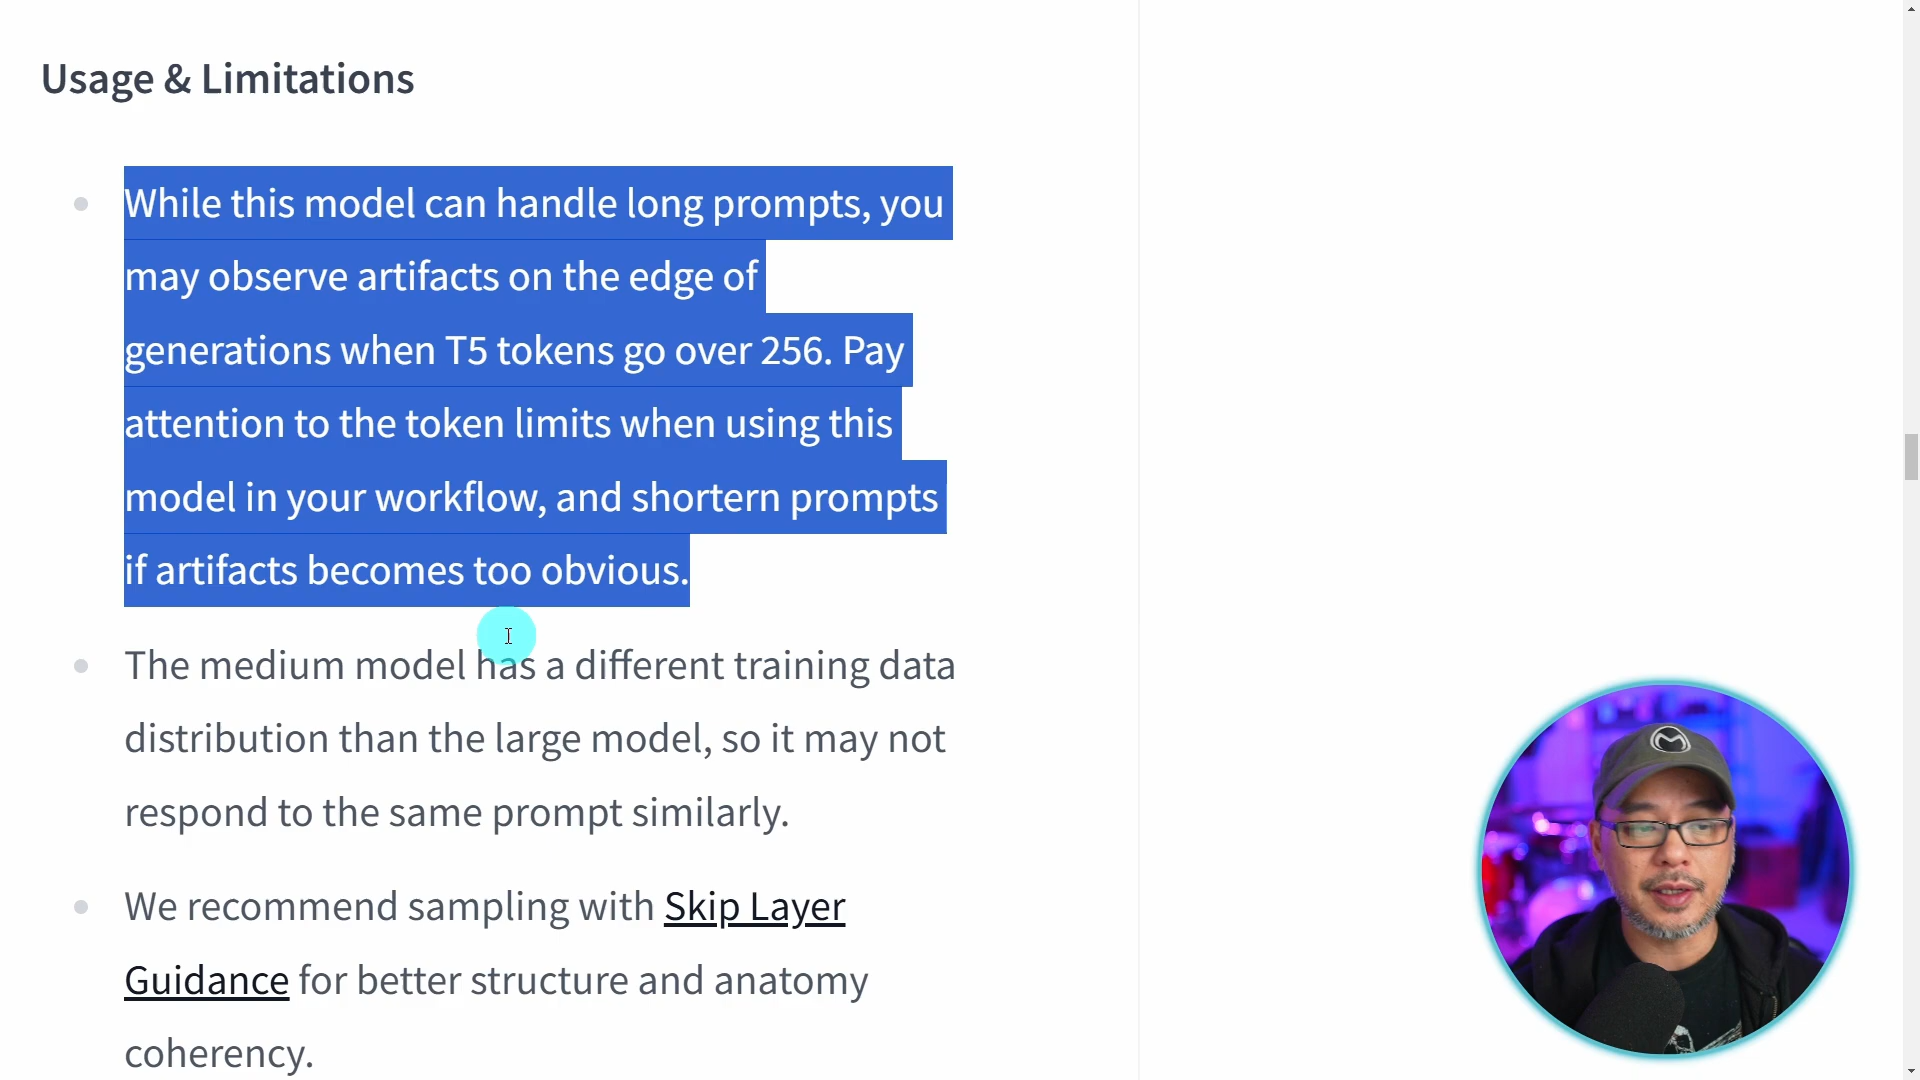 Usage & Limitations
While this model can handle long prompts, you
may observe artifacts on the edge of
generations when T5 tokens go over 256. Pay
attention to the token limits when using this
model in your workflow, and shortern prompts
if artifacts becomes too obvious.
The medium model has a different training data
distribution than the large model, so it may not
respond to the same prompt similarly.
We recommend sampling with Skip Layer
Guidance for better structure and anatomy
coherency.